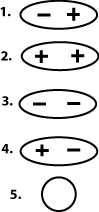 1. − +
2. + +
3. − −
4. + −
5.